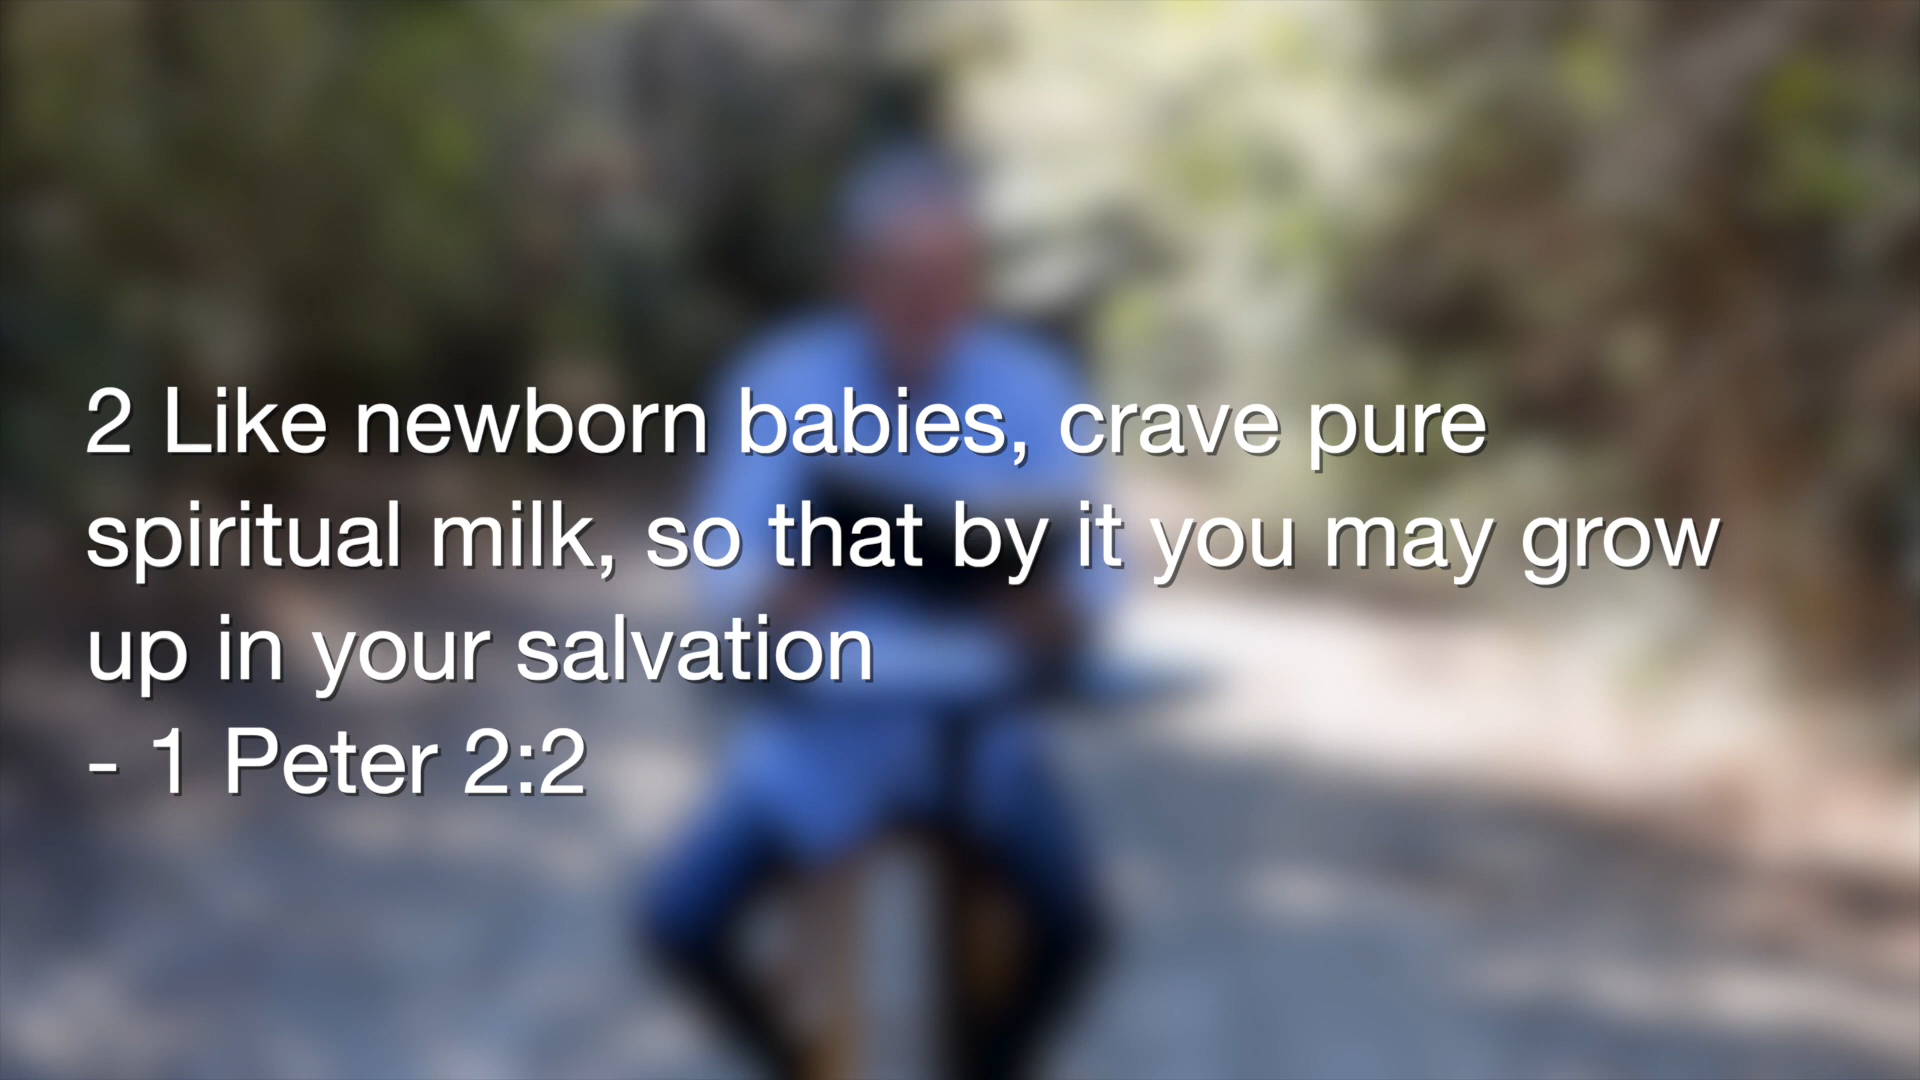 2 Like newborn babies, crave pure
spiritual milk, so that by it you may grow
up in your salvation
- 1 Peter 2:2